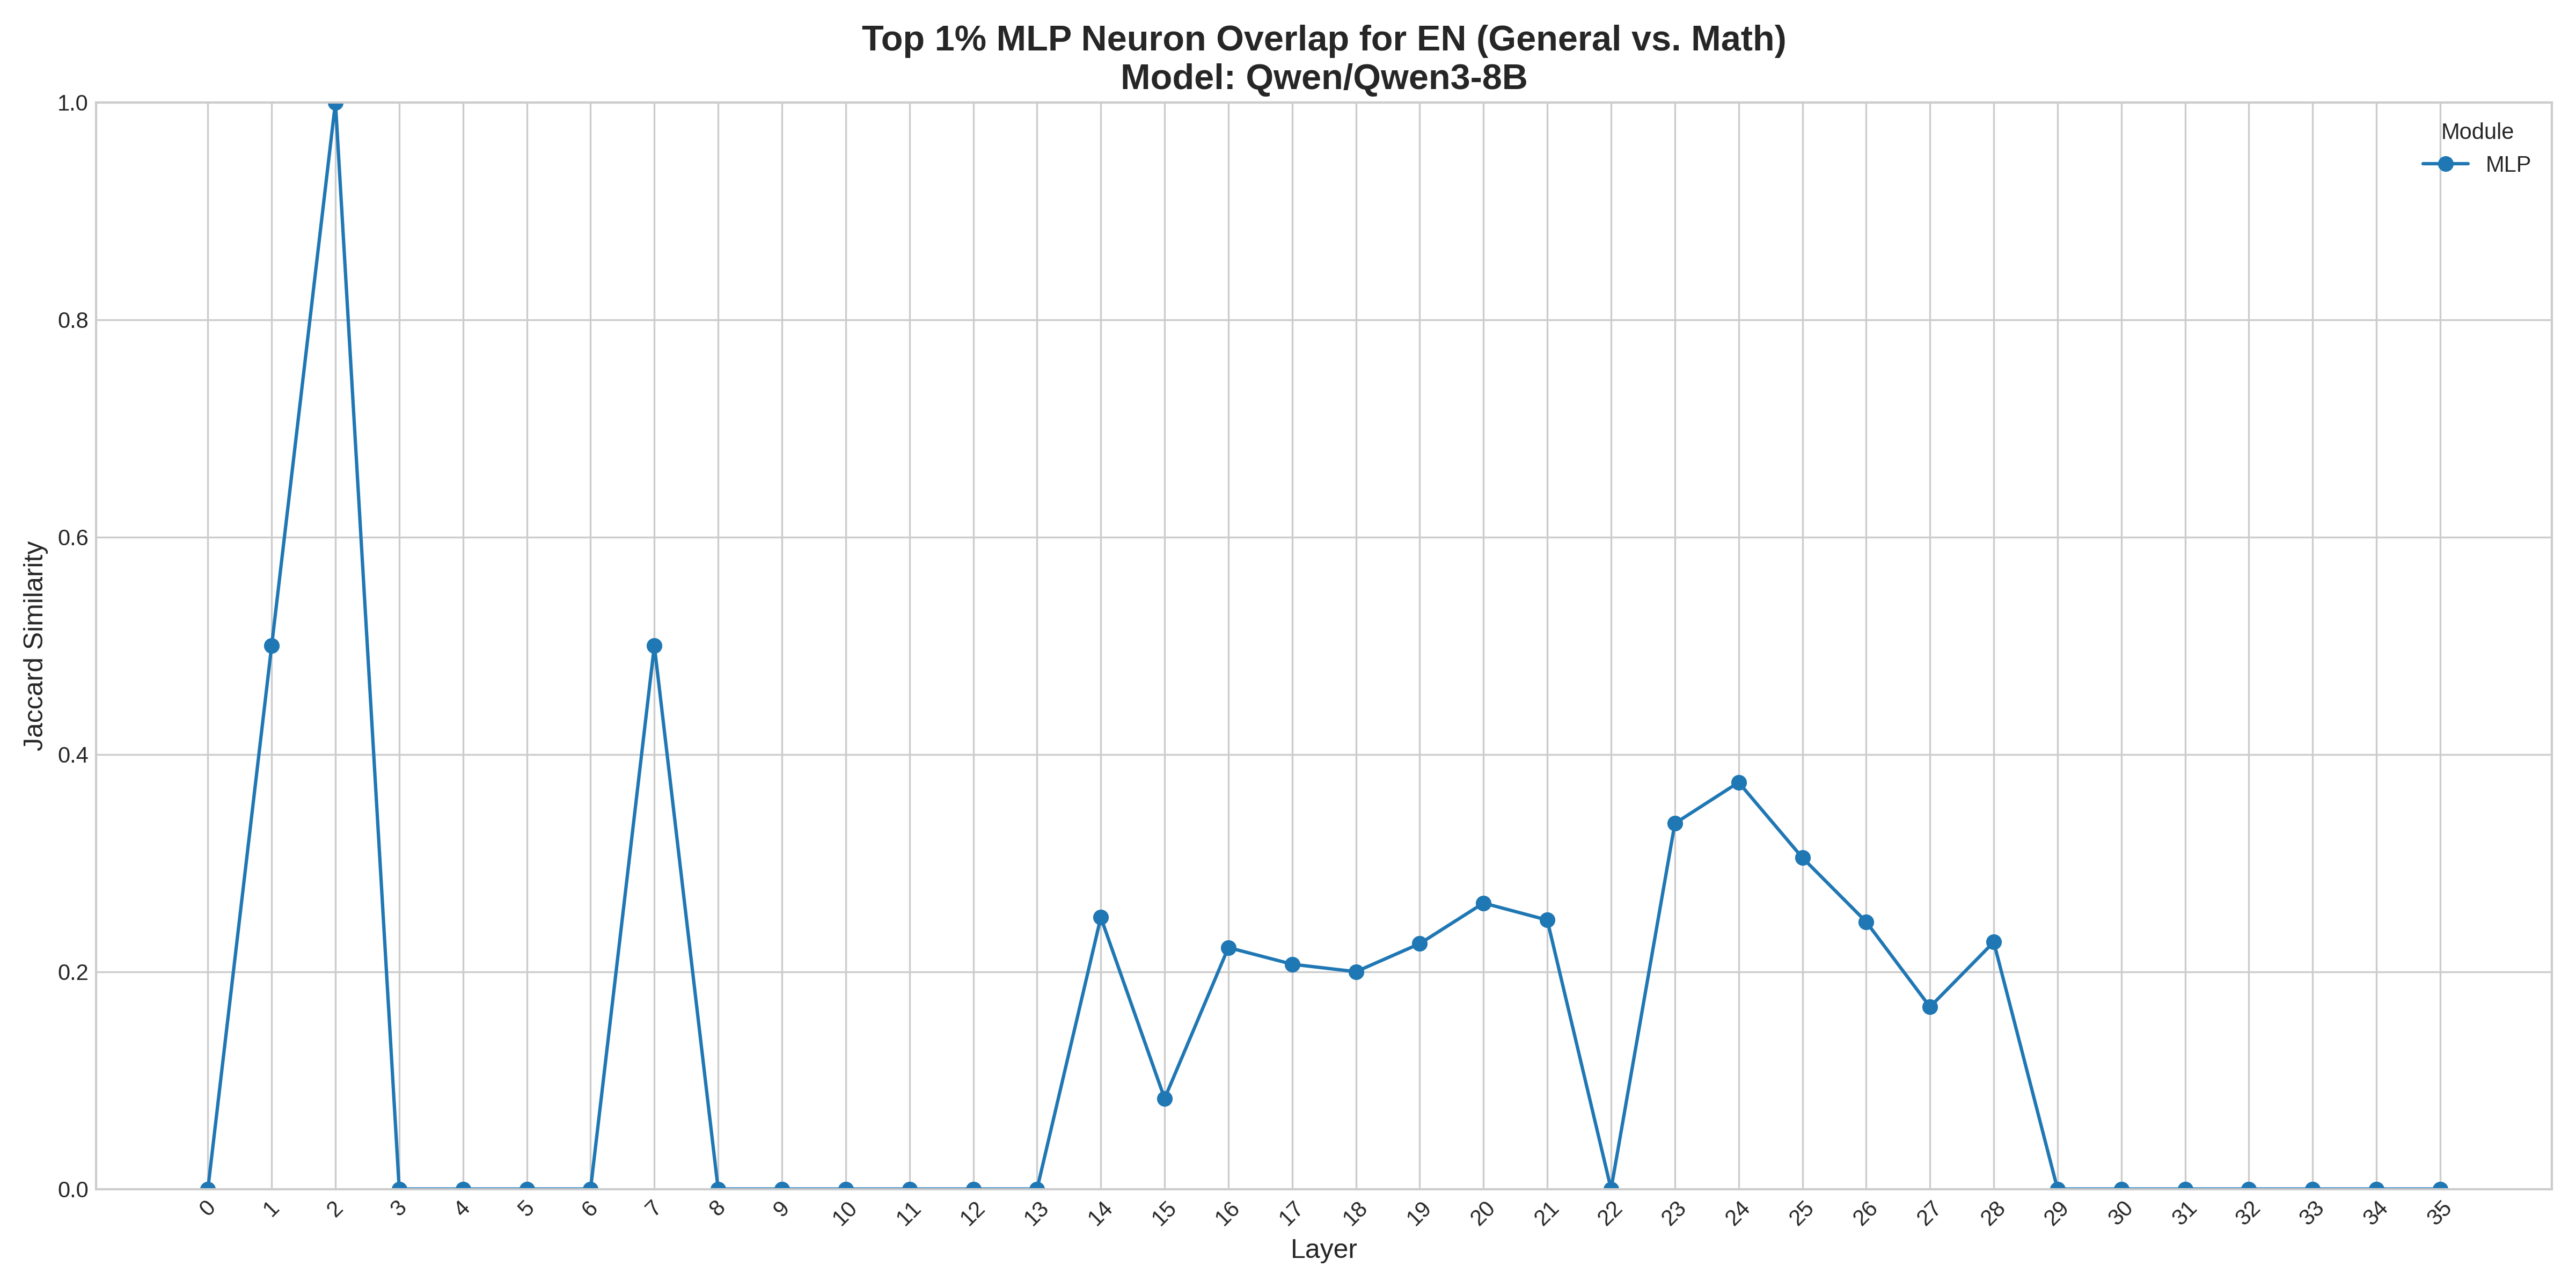 Top 1% MLP Neuron Overlap for EN (General vs. Math)
Model: Qwen/Qwen3-8B
Module
MLP
Jaccard Similarity
1.0
0.8
0.6
0.4
0.2
0.0
0 1 2 3 4 5 6 7 8 9 10 11 12 13 14 15 16 17 18 19 20 21 22 23 24 25 26 27 28 29 30 31 32 33 34 35
Layer